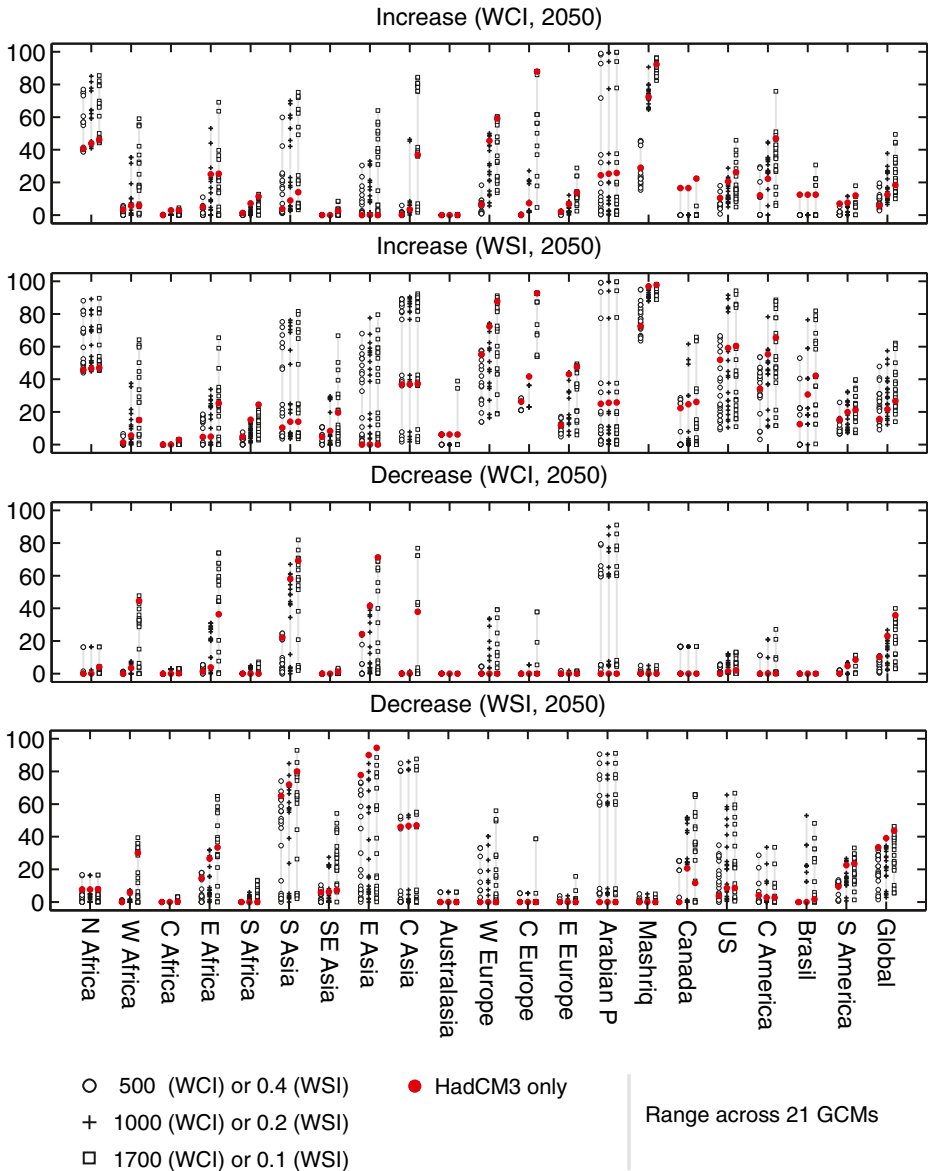 Increase (WCI, 2050)
100
80
60
40
20
0
Increase (WSI, 2050)
100
80
60
40
20
0
Decrease (WCI, 2050)
100
80
60
40
20
0
Decrease (WSI, 2050)
100
80
60
40
20
0
N Africa
W Africa
C Africa
E Africa
S Africa
S Asia
SE Asia
E Asia
C Asia
Australasia
W Europe
C Europe
E Europe
Arabian P
Mashriq
Canada
US
C America
Brasil
S America
Global
500 (WCI) or 0.4 (WSI)
1000 (WCI) or 0.2 (WSI)
1700 (WCI) or 0.1 (WSI)
HadCM3 only
Range across 21 GCMs